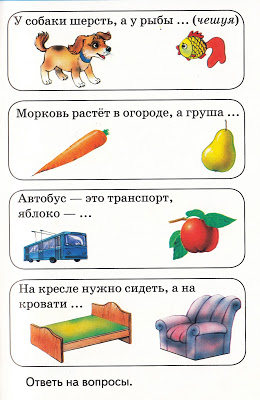 У собаки шерсть, а у рыбы ... (чешуя)
Морковь растёт в огороде, а груша ...
Автобус — это транспорт,
яблоко — ...
На кресле нужно сидеть, а на
кровати ...
Ответь на вопросы.